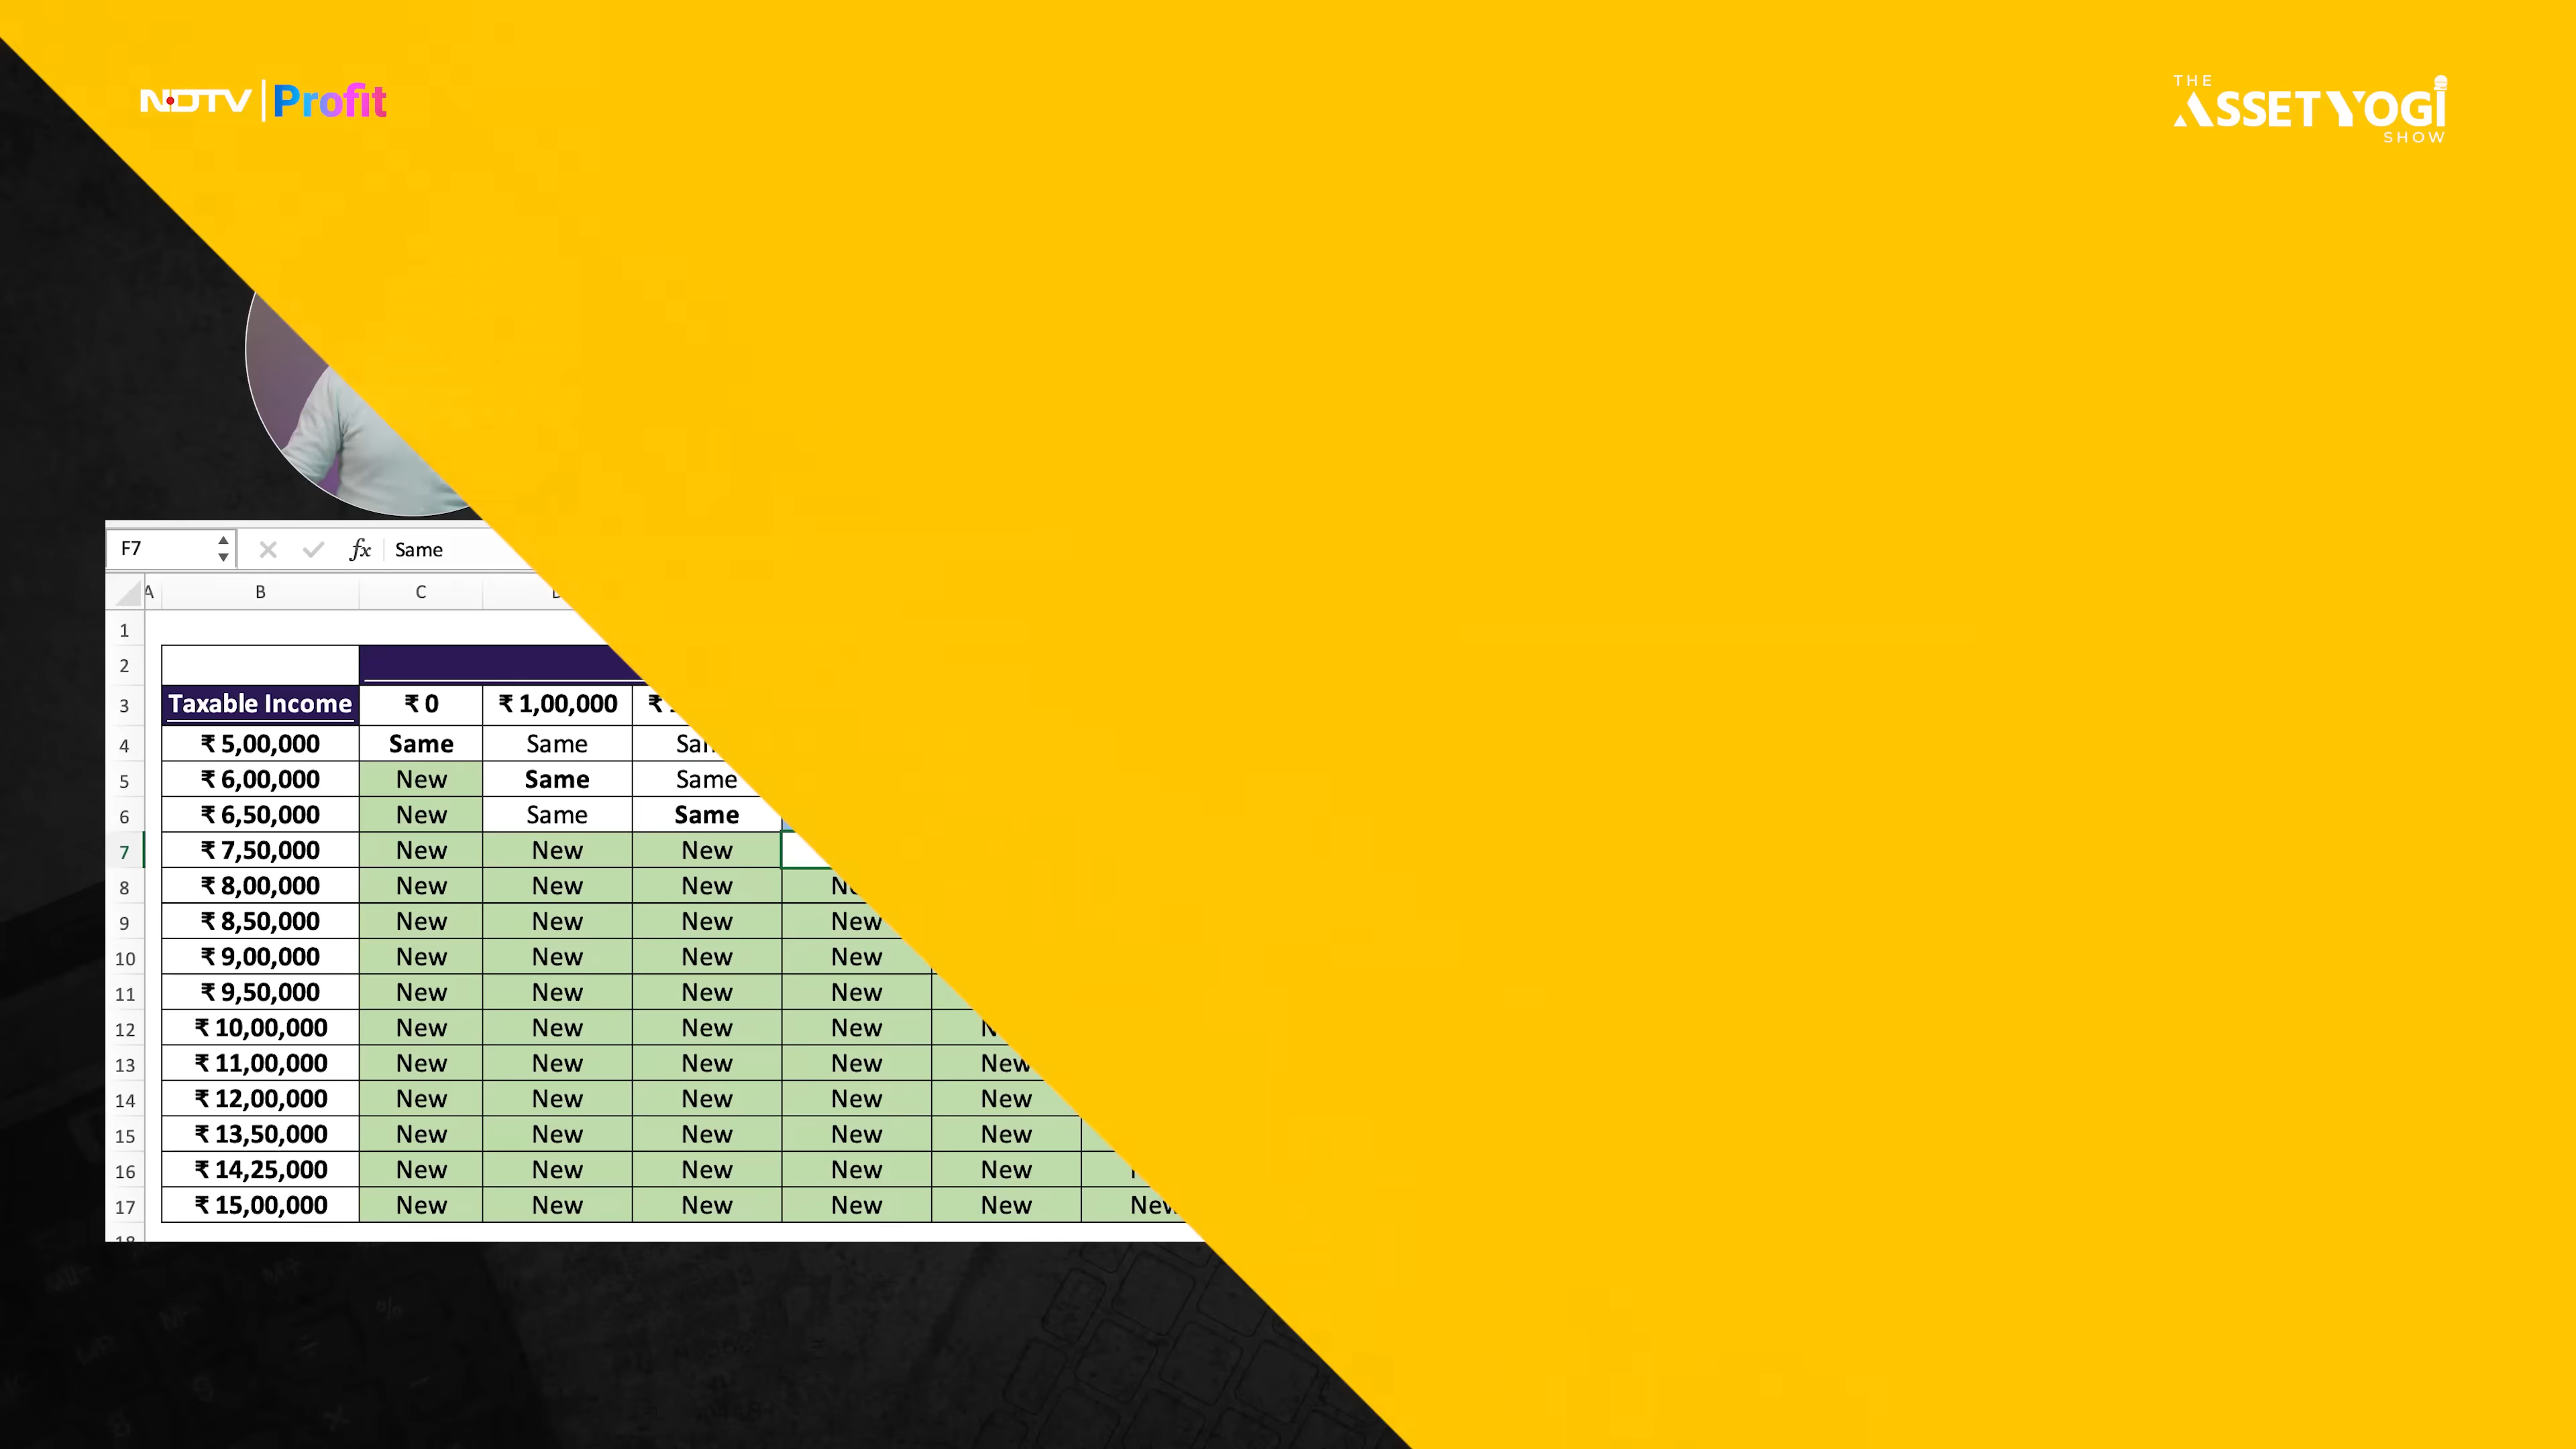 NDTV | Profit
THE
ASSET YOGI
SHOW
F7 fx Same
A B C
1
2
3 Taxable Income ₹ 0 ₹ 1,00,000 ₹
4 ₹ 5,00,000 Same Same
5 ₹ 6,00,000 New Same Same
6 ₹ 6,50,000 New Same Same
7 ₹ 7,50,000 New New New
8 ₹ 8,00,000 New New New
9 ₹ 8,50,000 New New New New
10 ₹ 9,00,000 New New New New
11 ₹ 9,50,000 New New New New
12 ₹ 10,00,000 New New New New
13 ₹ 11,00,000 New New New New New
14 ₹ 12,00,000 New New New New New
15 ₹ 13,50,000 New New New New New
16 ₹ 14,25,000 New New New New New
17 ₹ 15,00,000 New New New New New
18